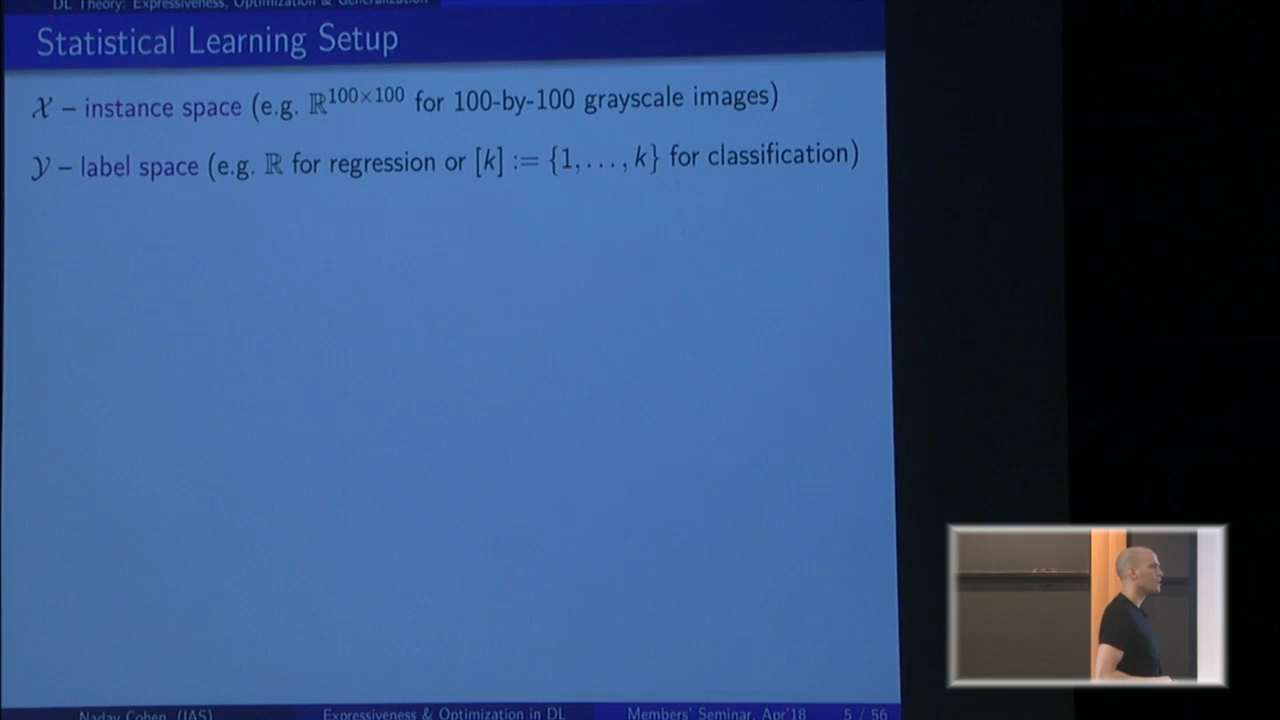 DL Theory: Expressiveness, Optimization & Generalization
Statistical Learning Setup
𝒳 – instance space (e.g. ℝ^{100×100} for 100-by-100 grayscale images)
𝒴 – label space (e.g. ℝ for regression or [k] := {1, . . . , k} for classification)
Nadav Cohen (IAS) Expressiveness & Optimization in DL Members' Seminar, Apr'18 5 / 56